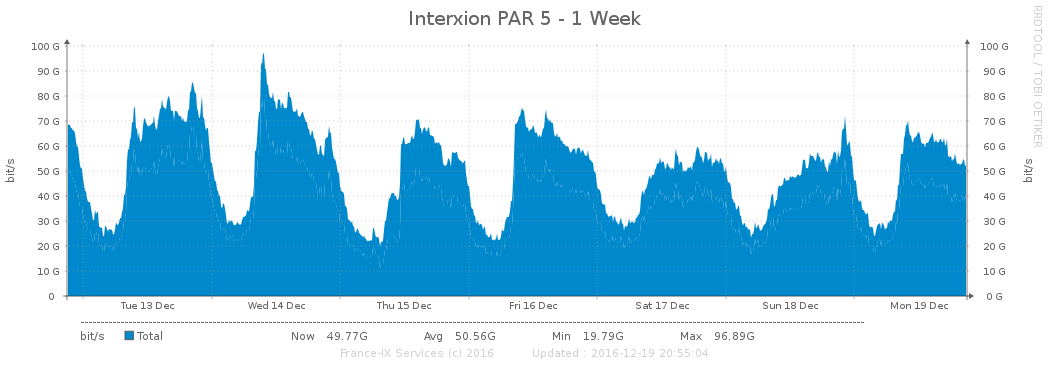 Interxion PAR 5 - 1 Week
RRDTOOL / TOBI OETIKER
bit/s
100 G
90 G
80 G
70 G
60 G
50 G
40 G
30 G
20 G
10 G
0
100 G
90 G
80 G
70 G
60 G
50 G
40 G
30 G
20 G
10 G
0 G
bit/s
Tue 13 Dec Wed 14 Dec Thu 15 Dec Fri 16 Dec Sat 17 Dec Sun 18 Dec Mon 19 Dec
bit/s Total Now 49.77G Avg 50.56G Min 19.79G Max 96.89G
France-IX Services (c) 2016 Updated : 2016-12-19 20:55:04